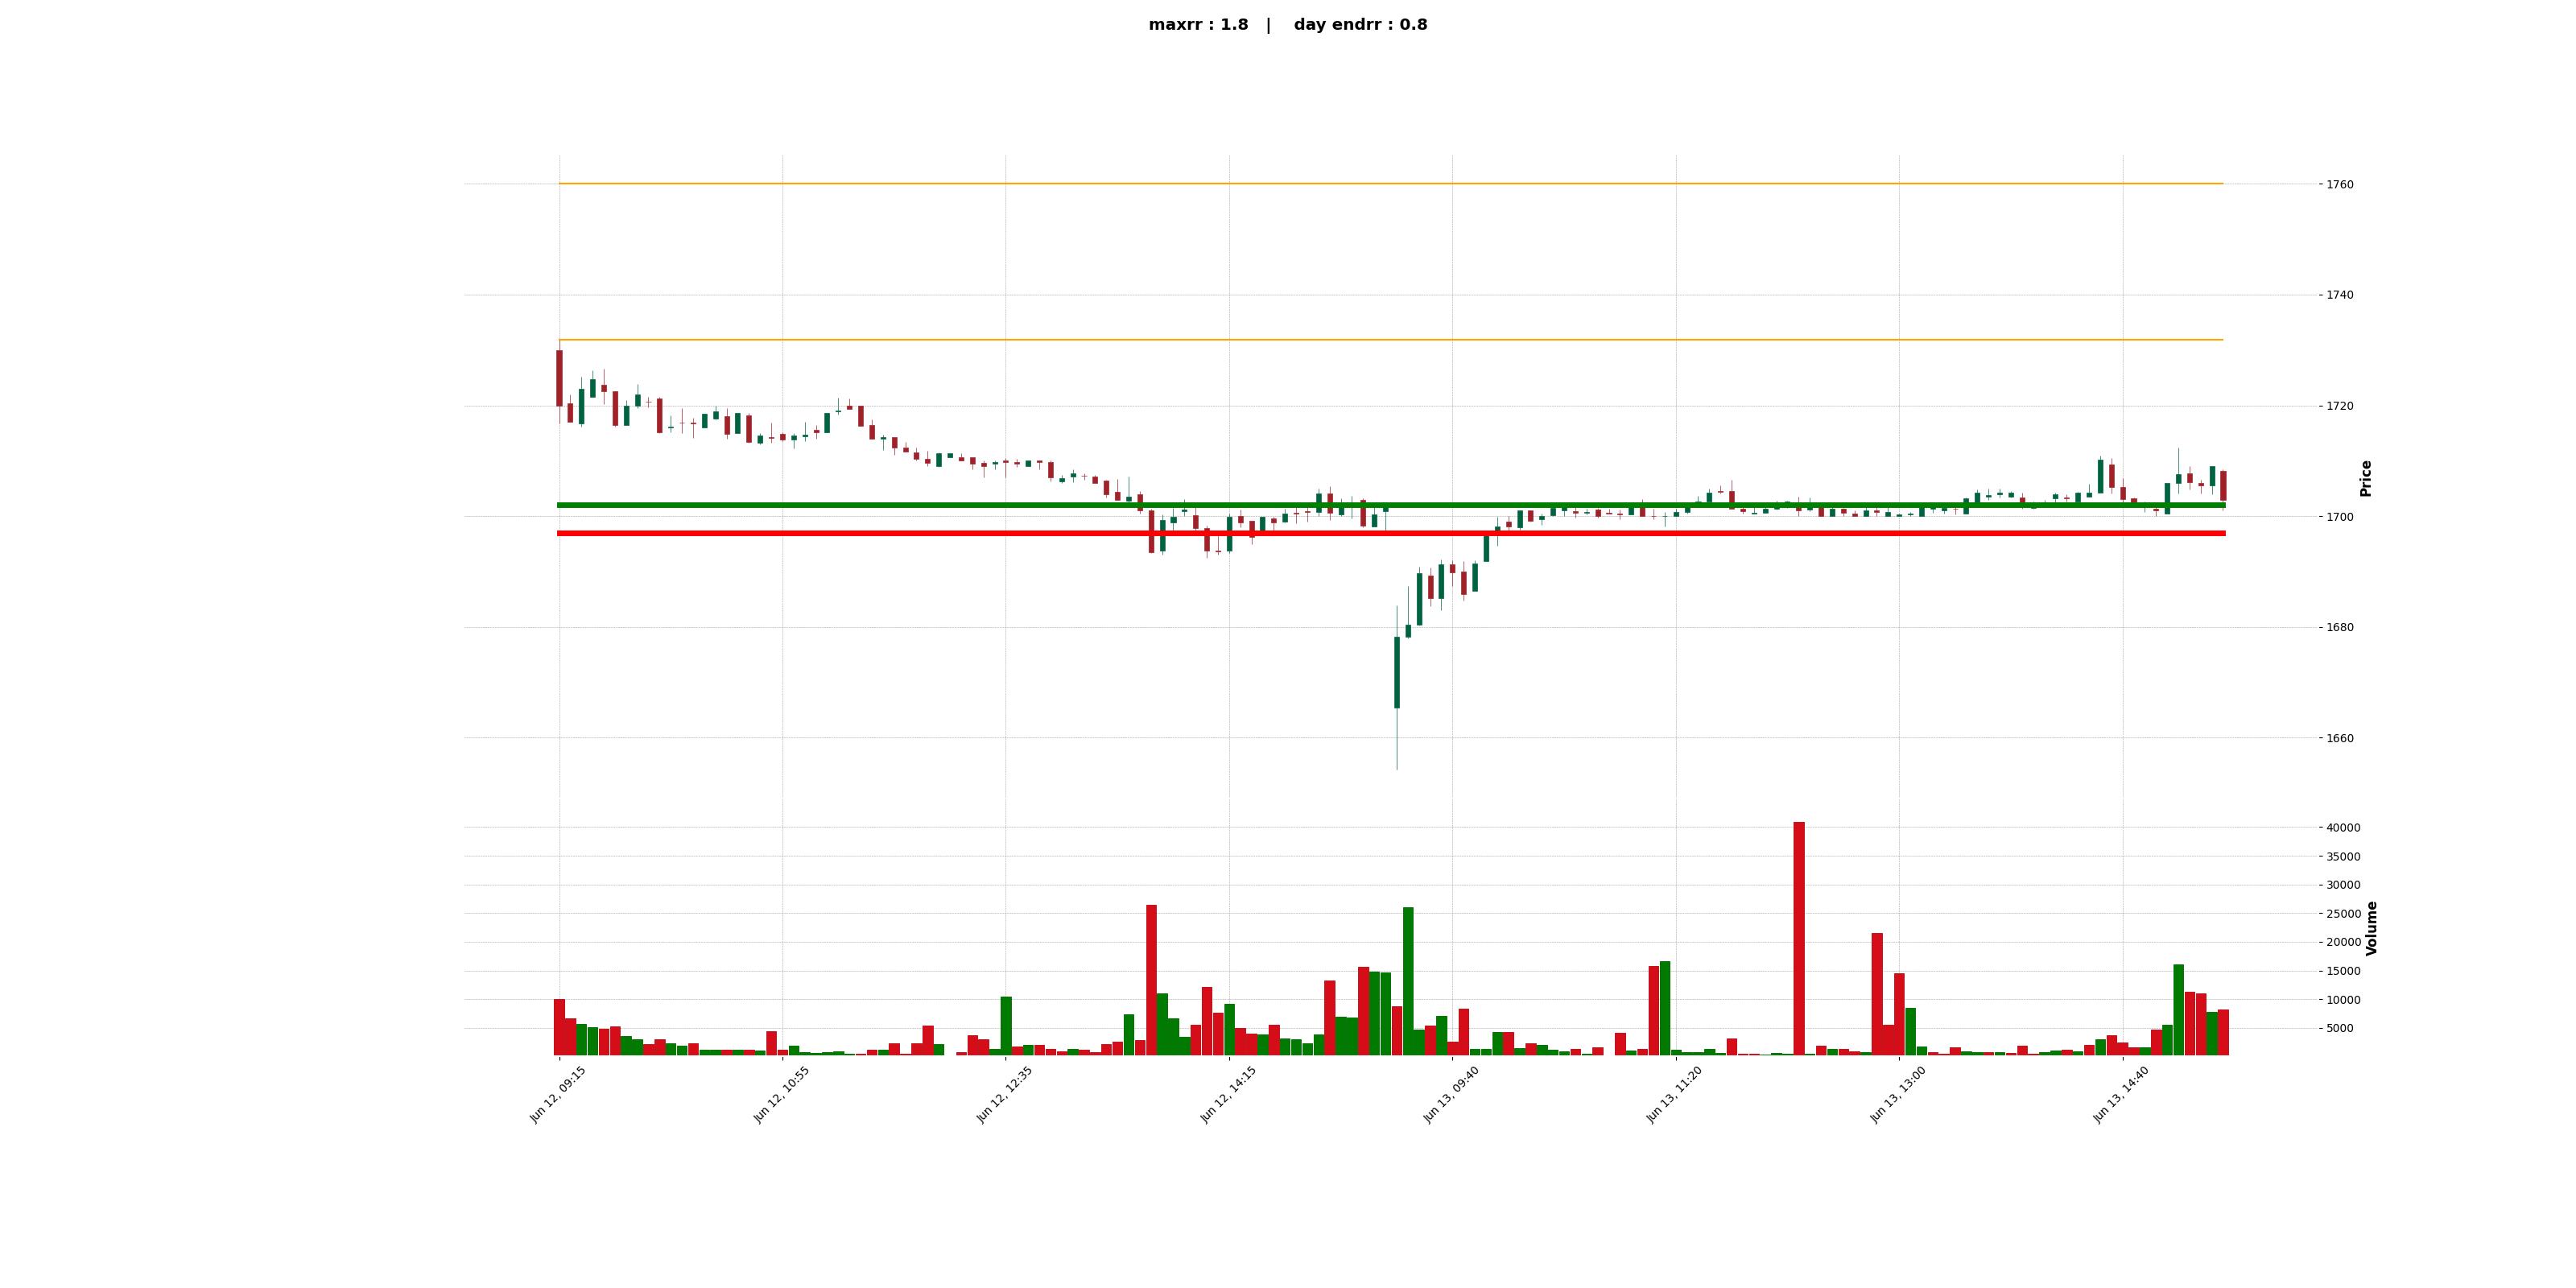 maxrr : 1.8 | day endrr : 0.8
1760
1740
1720
1700
1680
1660
Price
40000
35000
30000
25000
20000
15000
10000
5000
Volume
Jun 12, 09:15
Jun 12, 10:55
Jun 12, 12:35
Jun 12, 14:15
Jun 13, 09:40
Jun 13, 11:20
Jun 13, 13:00
Jun 13, 14:40